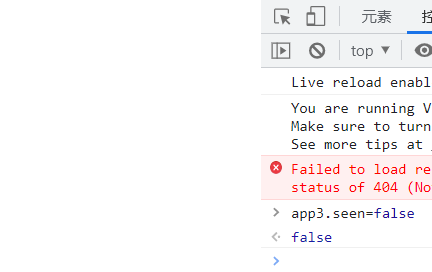 元素
top
Live reload enabl
You are running V
Make sure to turn
See more tips at
Failed to load re
status of 404 (No
app3.seen=false
false